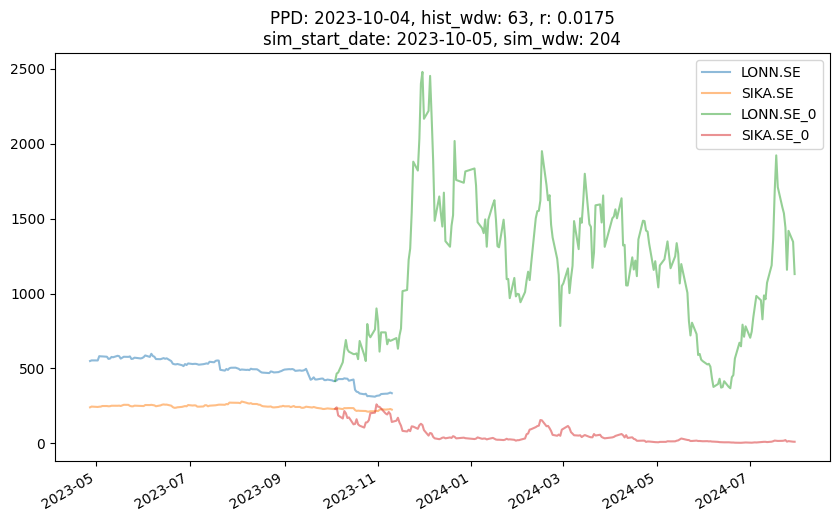 PPD: 2023-10-04, hist_wdw: 63, r: 0.0175
sim_start_date: 2023-10-05, sim_wdw: 204
LONN.SE
SIKA.SE
LONN.SE_0
SIKA.SE_0
2500
2000
1500
1000
500
0
2023-05
2023-07
2023-09
2023-11
2024-01
2024-03
2024-05
2024-07